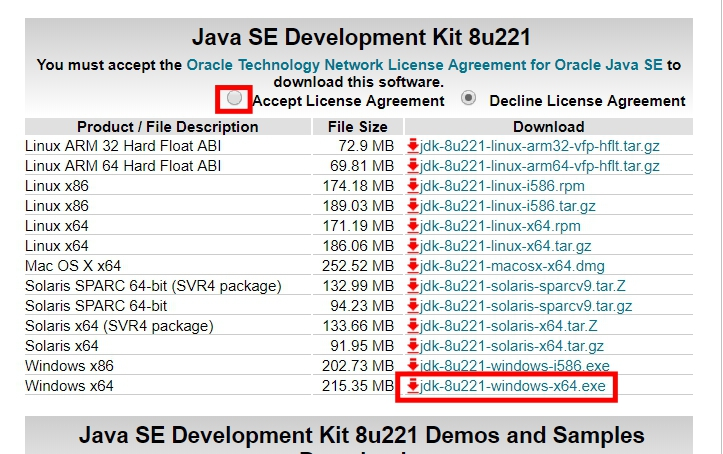 Java SE Development Kit 8u221
You must accept the Oracle Technology Network License Agreement for Oracle Java SE to
download this software.
Accept License Agreement Decline License Agreement
Product / File Description File Size Download
Linux ARM 32 Hard Float ABI 72.9 MB jdk-8u221-linux-arm32-vfp-hflt.tar.gz
Linux ARM 64 Hard Float ABI 69.81 MB jdk-8u221-linux-arm64-vfp-hflt.tar.gz
Linux x86 174.18 MB jdk-8u221-linux-i586.rpm
Linux x86 189.03 MB jdk-8u221-linux-i586.tar.gz
Linux x64 171.19 MB jdk-8u221-linux-x64.rpm
Linux x64 186.06 MB jdk-8u221-linux-x64.tar.gz
Mac OS X x64 252.52 MB jdk-8u221-macosx-x64.dmg
Solaris SPARC 64-bit (SVR4 package) 132.99 MB jdk-8u221-solaris-sparcv9.tar.Z
Solaris SPARC 64-bit 94.23 MB jdk-8u221-solaris-sparcv9.tar.gz
Solaris x64 (SVR4 package) 133.66 MB jdk-8u221-solaris-x64.tar.Z
Solaris x64 91.95 MB jdk-8u221-solaris-x64.tar.gz
Windows x86 202.73 MB jdk-8u221-windows-i586.exe
Windows x64 215.35 MB jdk-8u221-windows-x64.exe
Java SE Development Kit 8u221 Demos and Samples